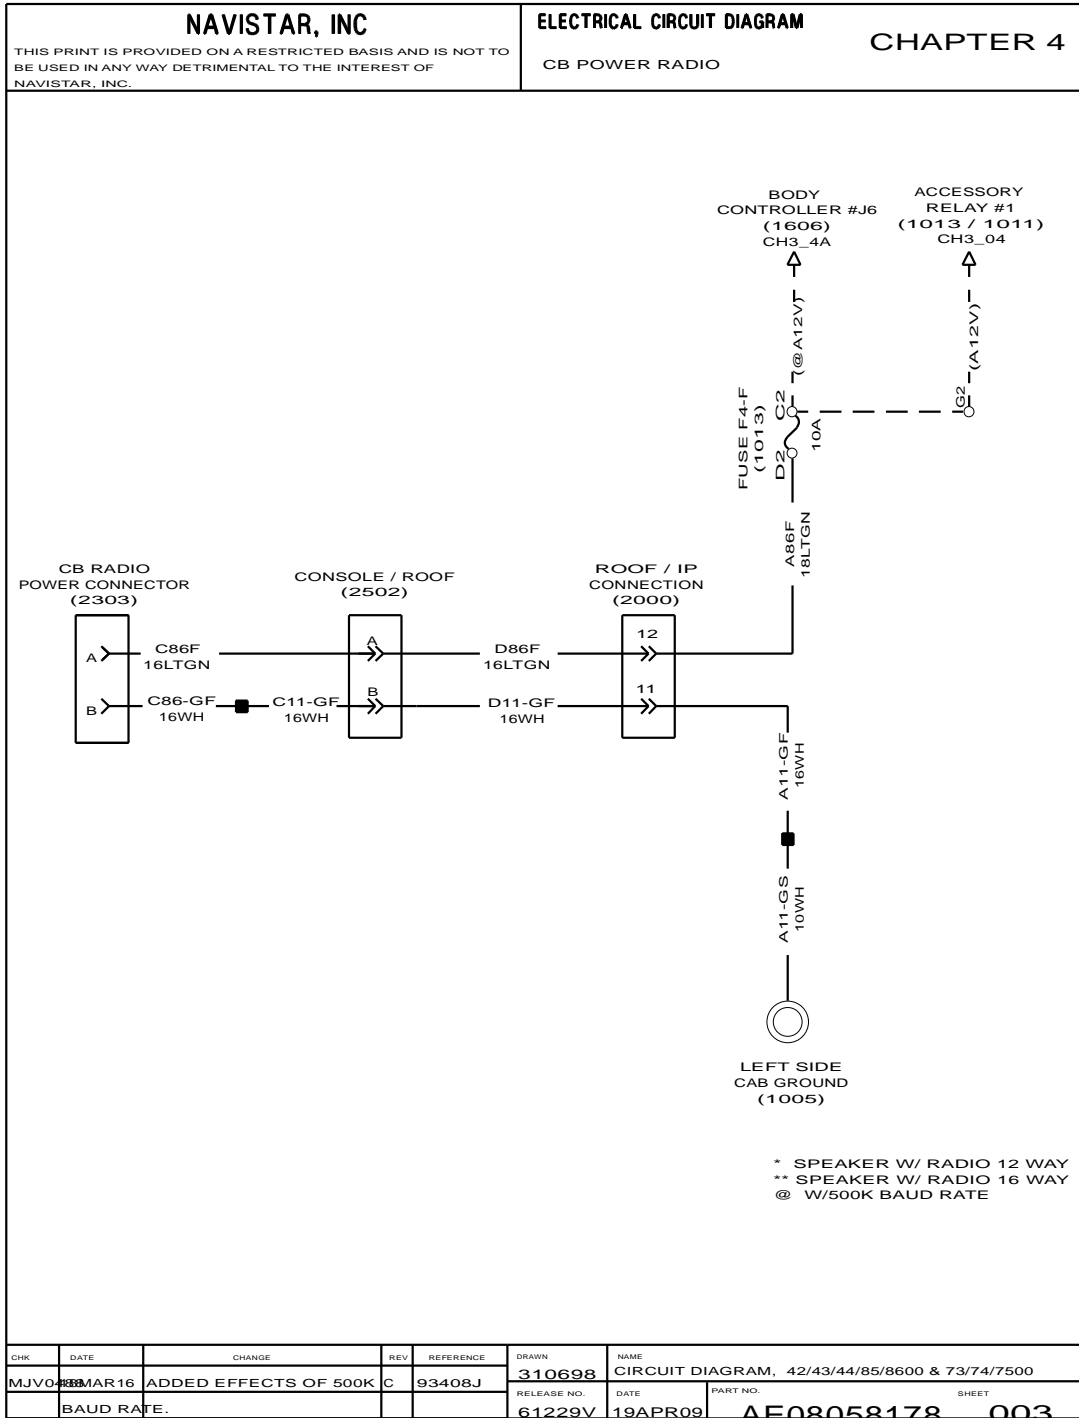 NAVISTAR, INC
THIS PRINT IS PROVIDED ON A RESTRICTED BASIS AND IS NOT TO
BE USED IN ANY WAY DETRIMENTAL TO THE INTEREST OF
NAVISTAR, INC.
ELECTRICAL CIRCUIT DIAGRAM
CB POWER RADIO
CHAPTER 4
BODY
CONTROLLER #J6
(1606)
CH3_4A
ACCESSORY
RELAY #1
(1013 / 1011)
CH3_04
(@A12V)
(A12V)
FUSE F4-F
(1013)
C2
D2
10A
G2
A86F
18LTGN
CB RADIO
POWER CONNECTOR
(2303)
CONSOLE / ROOF
(2502)
ROOF / IP
CONNECTION
(2000)
A
C86F
16LTGN
A
D86F
16LTGN
12
B
C86-GF
16WH
C11-GF
16WH
B
D11-GF
16WH
11
A11-GF
16WH
A11-GS
10WH
LEFT SIDE
CAB GROUND
(1005)
* SPEAKER W/ RADIO 12 WAY
** SPEAKER W/ RADIO 16 WAY
@ W/500K BAUD RATE
CHK DATE CHANGE REV REFERENCE
MAR16 ADDED EFFECTS OF 500K C 93408J
BAUD RATE.
DRAWN
310698
NAME
CIRCUIT DIAGRAM, 42/43/44/85/8600 & 73/74/7500
RELEASE NO.
61229V
DATE
19APR09
PART NO.
AE08058178
SHEET
003